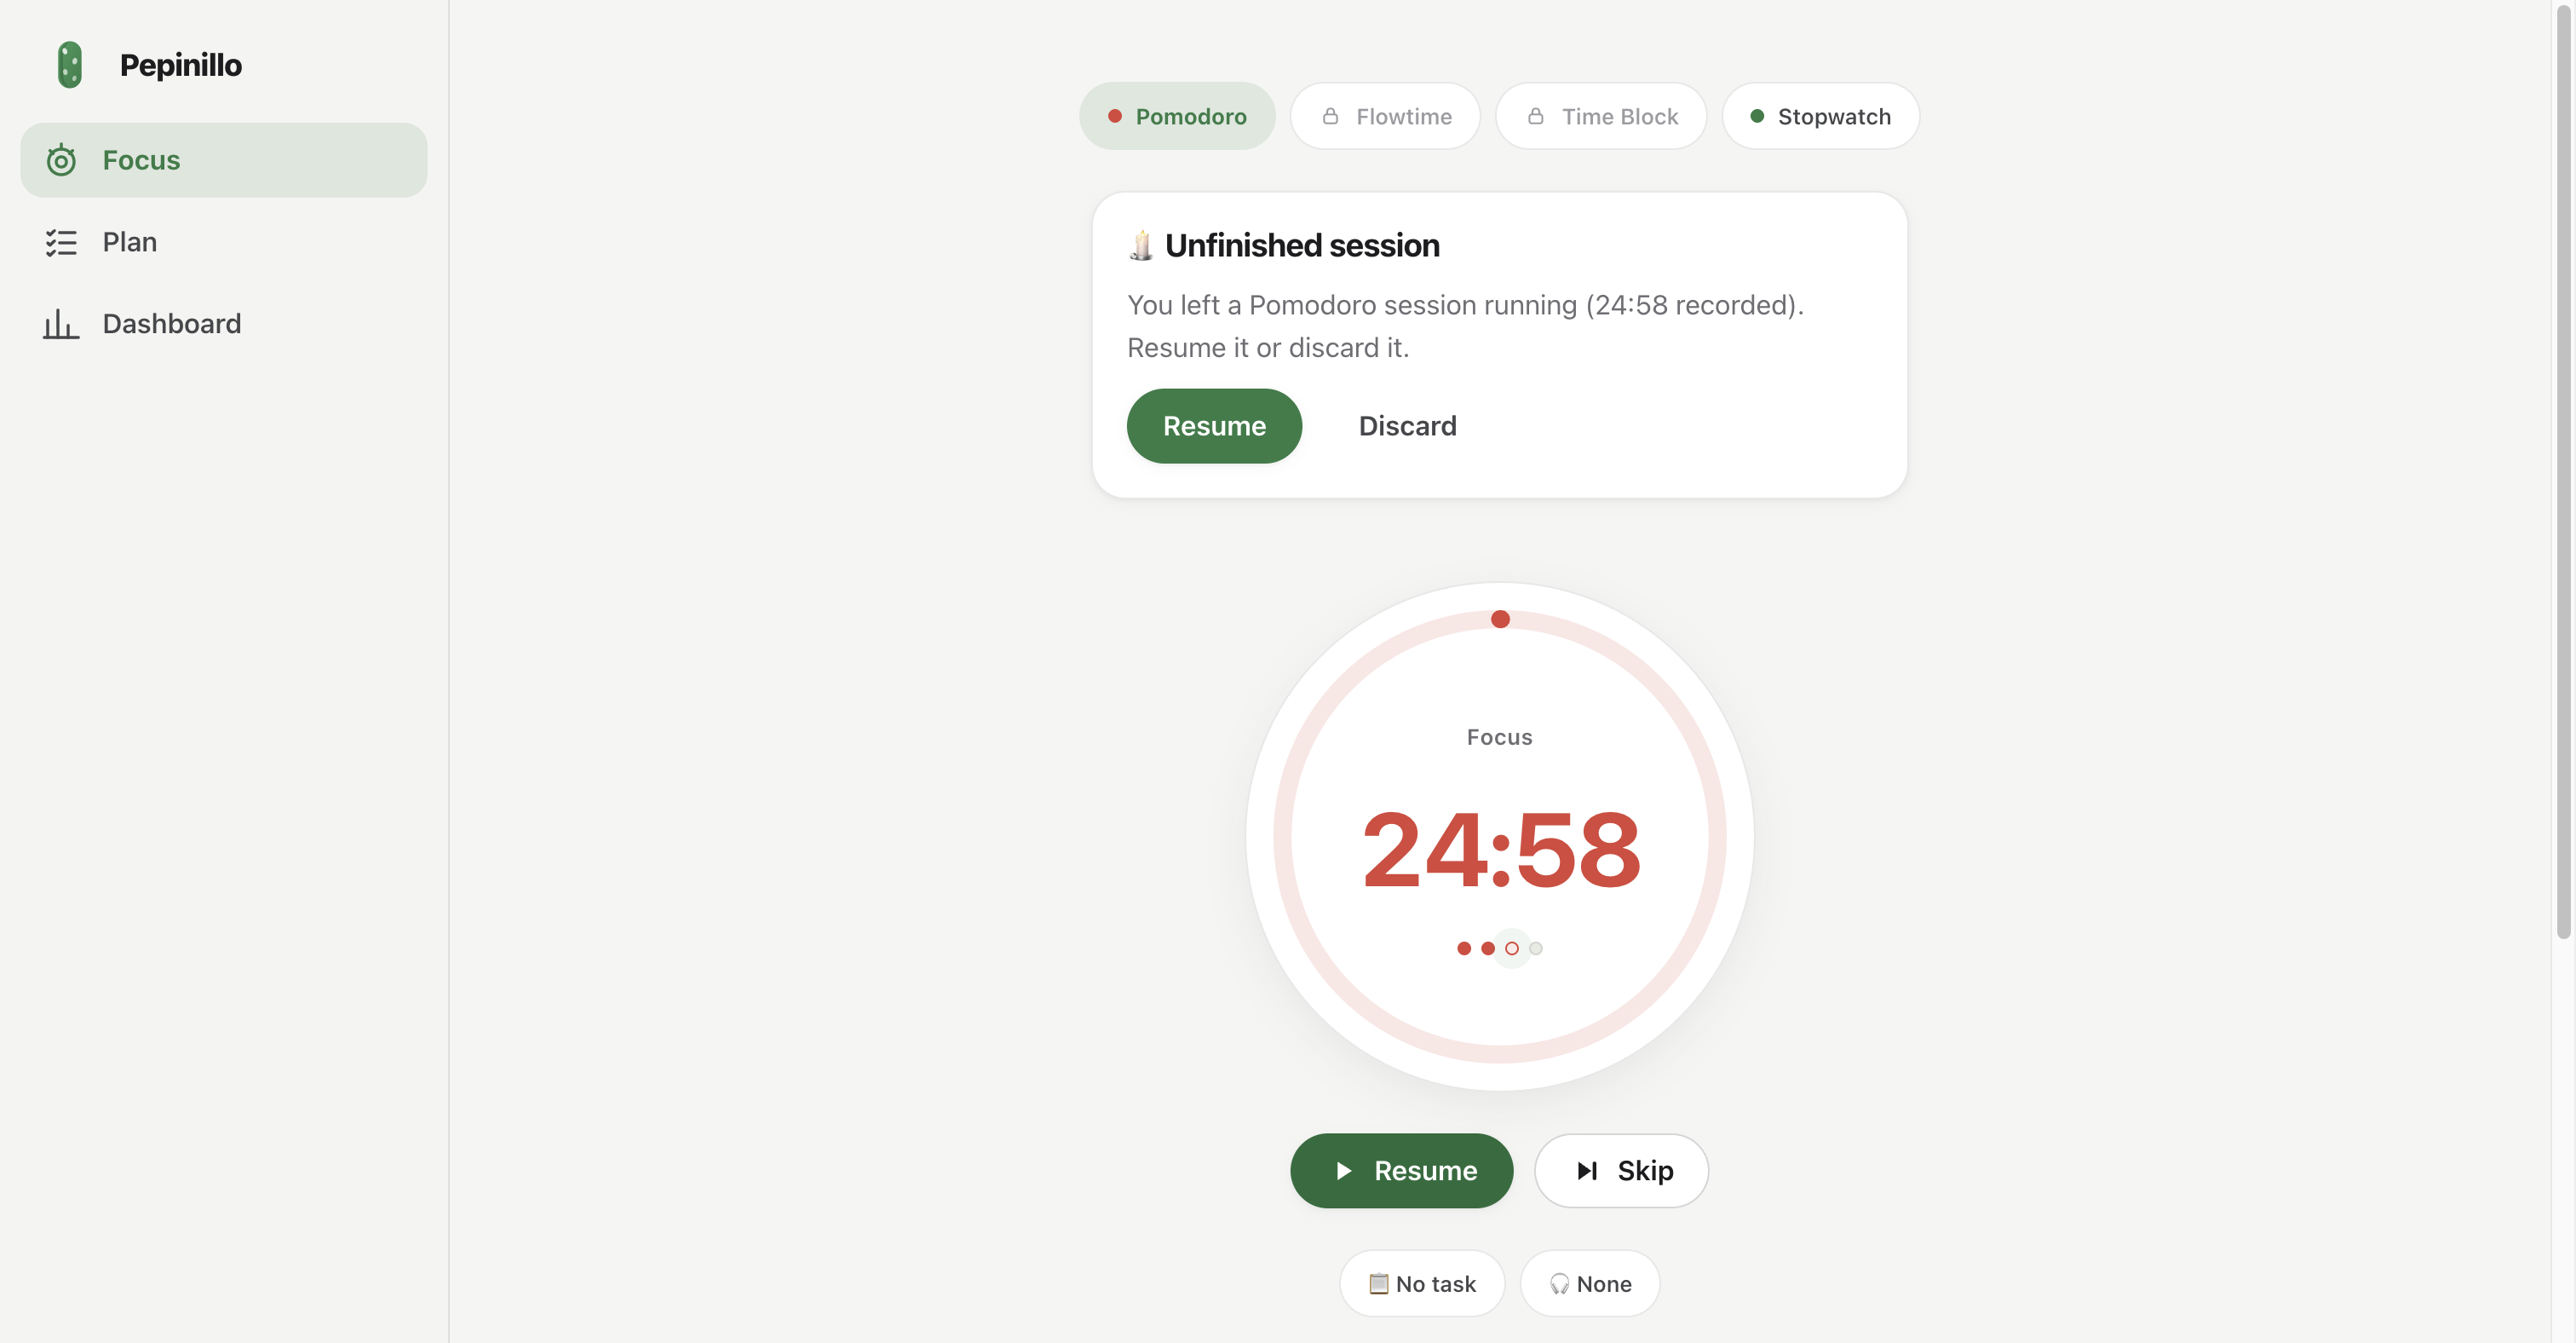 Pepinillo
Focus
Plan
Dashboard
Pomodoro
Flowtime
Time Block
Stopwatch
Unfinished session
You left a Pomodoro session running (24:58 recorded).
Resume it or discard it.
Resume
Discard
Focus
24:58
Resume
Skip
No task
None